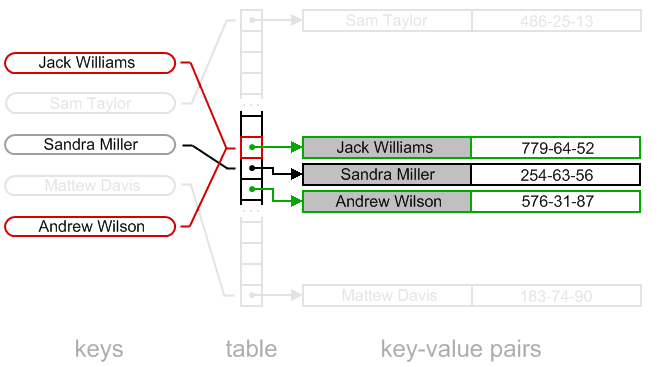 Sam Taylor 486-25-13
Jack Williams
Sam Taylor
Sandra Miller
Mattew Davis
Andrew Wilson
Jack Williams 779-64-52
Sandra Miller 254-63-56
Andrew Wilson 576-31-87
Mattew Davis 183-74-90
keys table key-value pairs